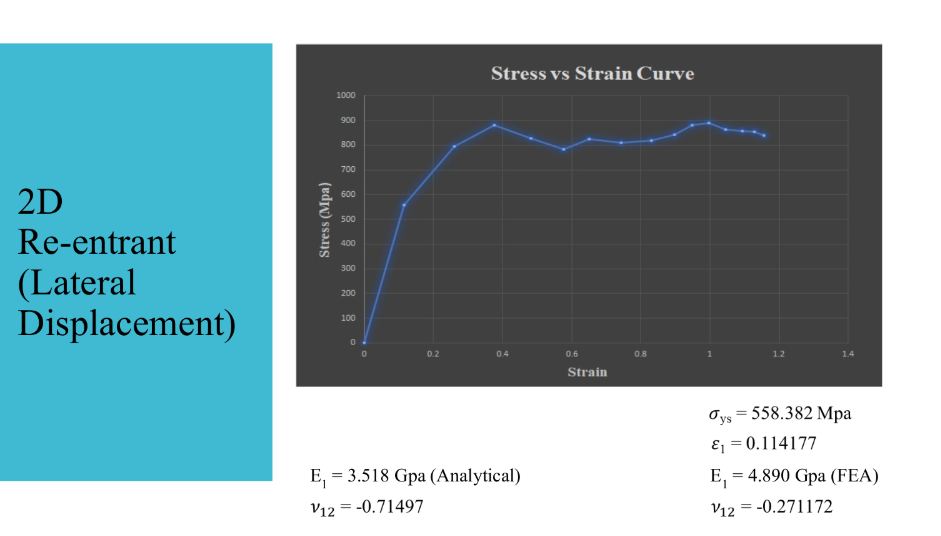 2D
Re-entrant
(Lateral
Displacement)
Stress vs Strain Curve
Stress (Mpa)
1000
900
800
700
600
500
400
300
200
100
0
0 0.2 0.4 0.6 0.8 1 1.2 1.4
Strain
σys = 558.382 Mpa
ε1 = 0.114177
E1 = 3.518 Gpa (Analytical)
ν12 = -0.71497
E1 = 4.890 Gpa (FEA)
ν12 = -0.271172